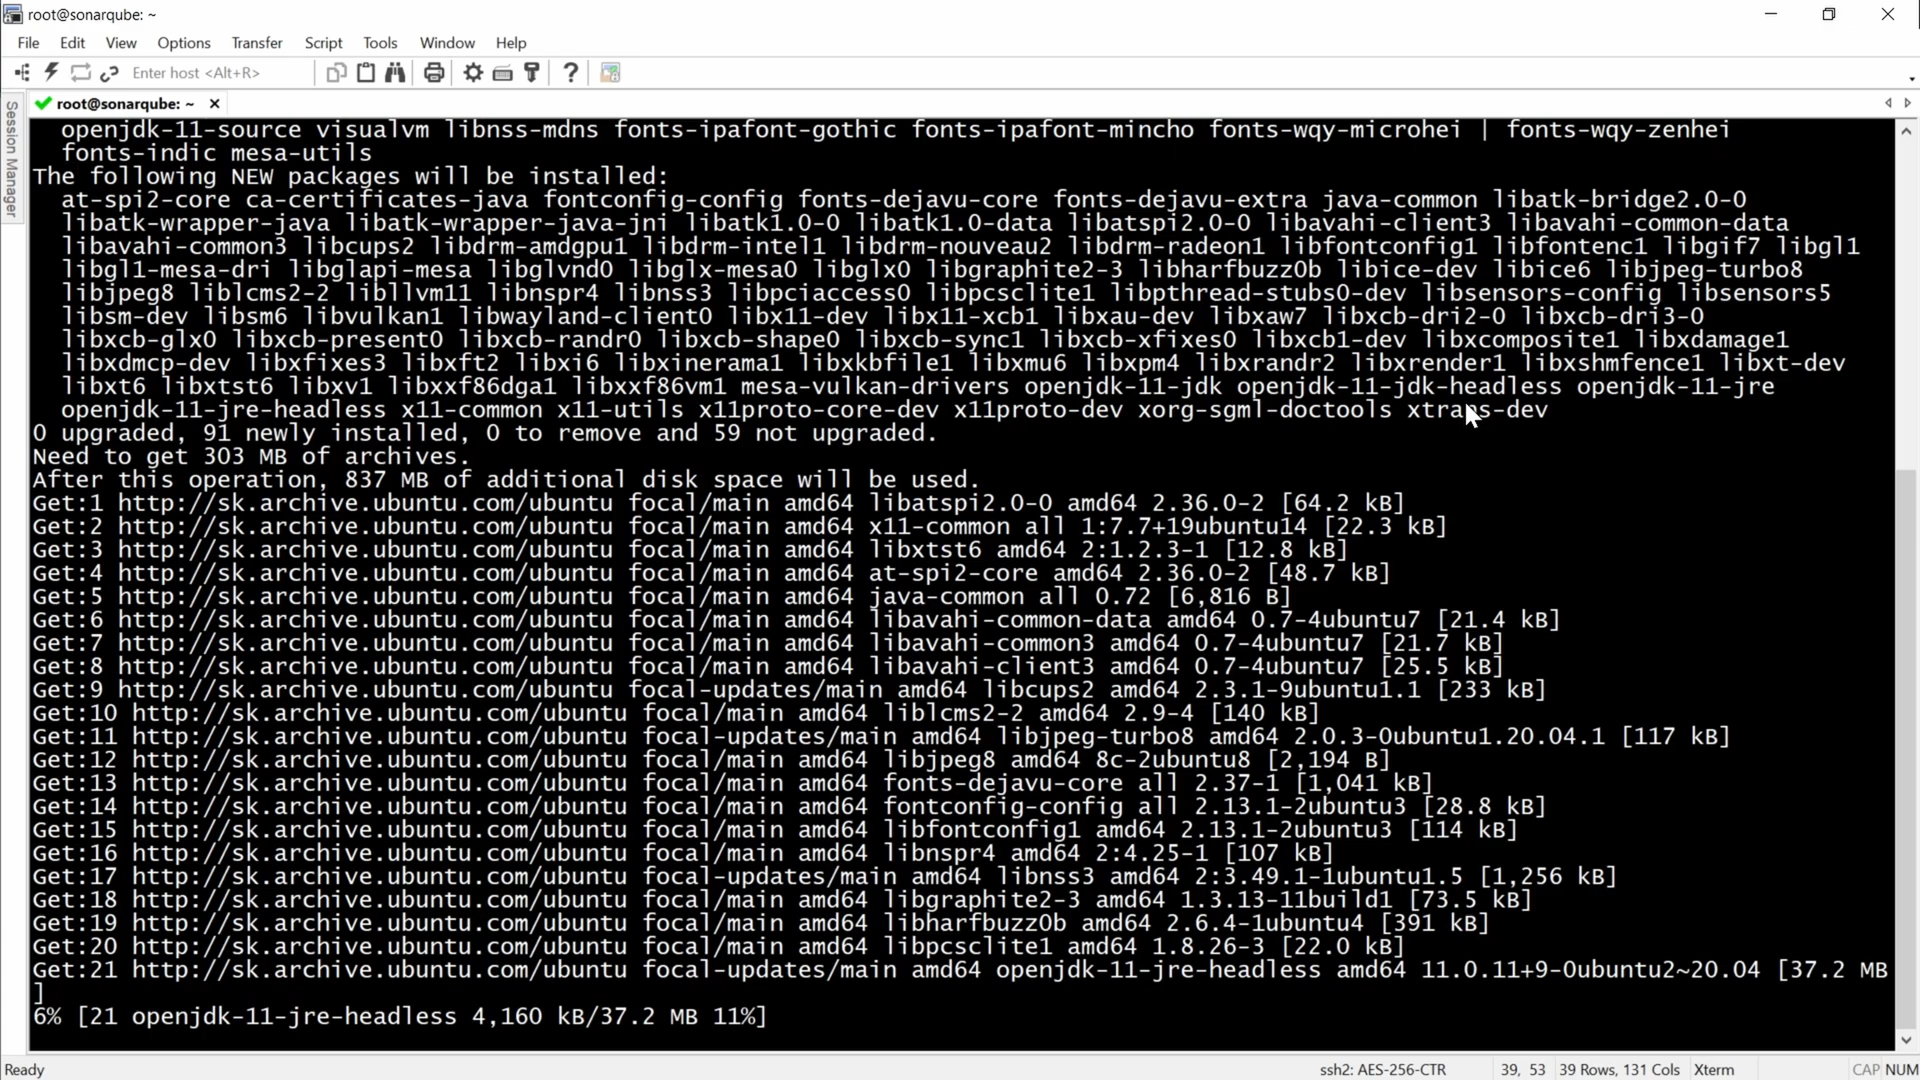 root@sonarqube: ~
File Edit View Options Transfer Script Tools Window Help
Enter host <Alt+R>
root@sonarqube: ~
Session Manager
openjdk-11-source visualvm libnss-mdns fonts-ipafont-gothic fonts-ipafont-mincho fonts-wqy-microhei | fonts-wqy-zenhei
fonts-indic mesa-utils
The following NEW packages will be installed:
at-spi2-core ca-certificates-java fontconfig-config fonts-dejavu-core fonts-dejavu-extra java-common libatk-bridge2.0-0
libatk-wrapper-java libatk-wrapper-java-jni libatk1.0-0 libatk1.0-data libatspi2.0-0 libavahi-client3 libavahi-common-data
libavahi-common3 libcups2 libdrm-amdgpu1 libdrm-intel1 libdrm-nouveau2 libdrm-radeon1 libfontconfig1 libfontenc1 libgif7 libgl1
libgl1-mesa-dri libglapi-mesa libglvnd0 libglx-mesa0 libglx0 libgraphite2-3 libharfbuzz0b libice-dev libice6 libjpeg-turbo8
libjpeg8 liblcms2-2 libllvm11 libnspr4 libnss3 libpciaccess0 libpcsclite1 libpthread-stubs0-dev libsensors-config libsensors5
libsm-dev libsm6 libvulkan1 libwayland-client0 libx11-dev libx11-xcb1 libxau-dev libxaw7 libxcb-dri2-0 libxcb-dri3-0
libxcb-glx0 libxcb-present0 libxcb-randr0 libxcb-shape0 libxcb-sync1 libxcb-xfixes0 libxcb1-dev libxcomposite1 libxdamage1
libxdmcp-dev libxfixes3 libxft2 libxi6 libxinerama1 libxkbfile1 libxmu6 libxpm4 libxrandr2 libxrender1 libxshmfence1 libxt-dev
libxt6 libxtst6 libxv1 libxxf86dga1 libxxf86vm1 mesa-vulkan-drivers openjdk-11-jdk openjdk-11-jdk-headless openjdk-11-jre
openjdk-11-jre-headless x11-common x11-utils x11proto-core-dev x11proto-dev xorg-sgml-doctools xtrans-dev
0 upgraded, 91 newly installed, 0 to remove and 59 not upgraded.
Need to get 303 MB of archives.
After this operation, 837 MB of additional disk space will be used.
Get:1 http://sk.archive.ubuntu.com/ubuntu focal/main amd64 libatspi2.0-0 amd64 2.36.0-2 [64.2 kB]
Get:2 http://sk.archive.ubuntu.com/ubuntu focal/main amd64 x11-common all 1:7.7+19ubuntu14 [22.3 kB]
Get:3 http://sk.archive.ubuntu.com/ubuntu focal/main amd64 libxtst6 amd64 2:1.2.3-1 [12.8 kB]
Get:4 http://sk.archive.ubuntu.com/ubuntu focal/main amd64 at-spi2-core amd64 2.36.0-2 [48.7 kB]
Get:5 http://sk.archive.ubuntu.com/ubuntu focal/main amd64 java-common all 0.72 [6,816 B]
Get:6 http://sk.archive.ubuntu.com/ubuntu focal/main amd64 libavahi-common-data amd64 0.7-4ubuntu7 [21.4 kB]
Get:7 http://sk.archive.ubuntu.com/ubuntu focal/main amd64 libavahi-common3 amd64 0.7-4ubuntu7 [21.7 kB]
Get:8 http://sk.archive.ubuntu.com/ubuntu focal/main amd64 libavahi-client3 amd64 0.7-4ubuntu7 [25.5 kB]
Get:9 http://sk.archive.ubuntu.com/ubuntu focal-updates/main amd64 libcups2 amd64 2.3.1-9ubuntu1.1 [233 kB]
Get:10 http://sk.archive.ubuntu.com/ubuntu focal/main amd64 liblcms2-2 amd64 2.9-4 [140 kB]
Get:11 http://sk.archive.ubuntu.com/ubuntu focal-updates/main amd64 libjpeg-turbo8 amd64 2.0.3-0ubuntu1.20.04.1 [117 kB]
Get:12 http://sk.archive.ubuntu.com/ubuntu focal/main amd64 libjpeg8 amd64 8c-2ubuntu8 [2,194 B]
Get:13 http://sk.archive.ubuntu.com/ubuntu focal/main amd64 fonts-dejavu-core all 2.37-1 [1,041 kB]
Get:14 http://sk.archive.ubuntu.com/ubuntu focal/main amd64 fontconfig-config all 2.13.1-2ubuntu3 [28.8 kB]
Get:15 http://sk.archive.ubuntu.com/ubuntu focal/main amd64 libfontconfig1 amd64 2.13.1-2ubuntu3 [114 kB]
Get:16 http://sk.archive.ubuntu.com/ubuntu focal/main amd64 libnspr4 amd64 2:4.25-1 [107 kB]
Get:17 http://sk.archive.ubuntu.com/ubuntu focal-updates/main amd64 libnss3 amd64 2:3.49.1-1ubuntu1.5 [1,256 kB]
Get:18 http://sk.archive.ubuntu.com/ubuntu focal/main amd64 libgraphite2-3 amd64 1.3.13-11build1 [73.5 kB]
Get:19 http://sk.archive.ubuntu.com/ubuntu focal/main amd64 libharfbuzz0b amd64 2.6.4-1ubuntu4 [391 kB]
Get:20 http://sk.archive.ubuntu.com/ubuntu focal/main amd64 libpcsclite1 amd64 1.8.26-3 [22.0 kB]
Get:21 http://sk.archive.ubuntu.com/ubuntu focal-updates/main amd64 openjdk-11-jre-headless amd64 11.0.11+9-0ubuntu2~20.04 [37.2 MB
]
6% [21 openjdk-11-jre-headless 4,160 kB/37.2 MB 11%]
Ready ssh2: AES-256-CTR 39, 53 39 Rows, 131 Cols Xterm CAP NUM